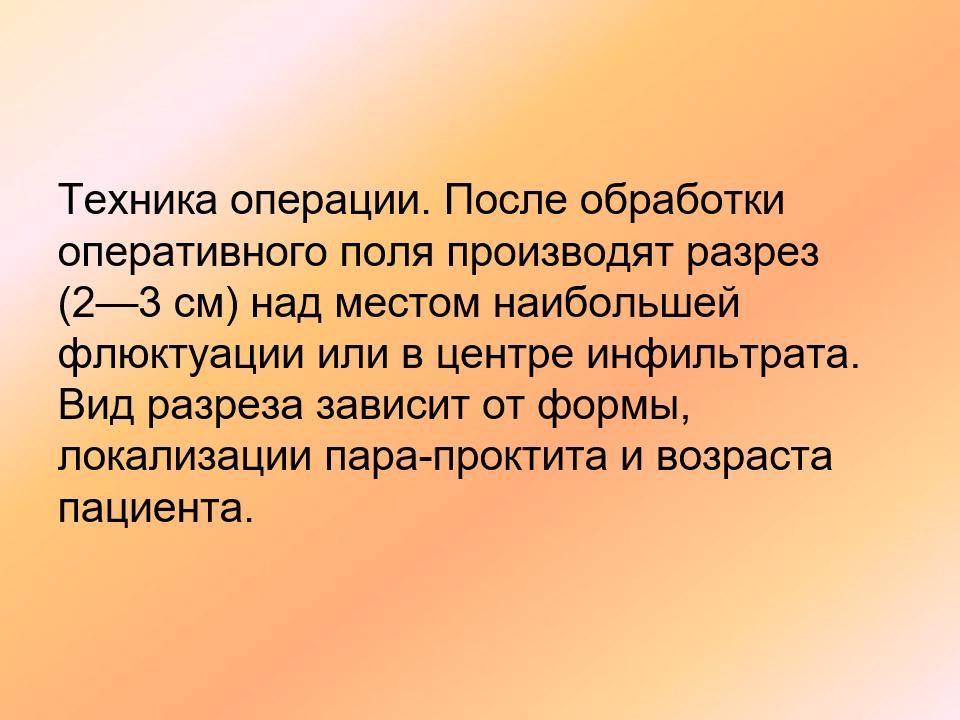 Техника операции. После обработки
оперативного поля производят разрез
(2—3 см) над местом наибольшей
флюктуации или в центре инфильтрата.
Вид разреза зависит от формы,
локализации пара-проктита и возраста
пациента.